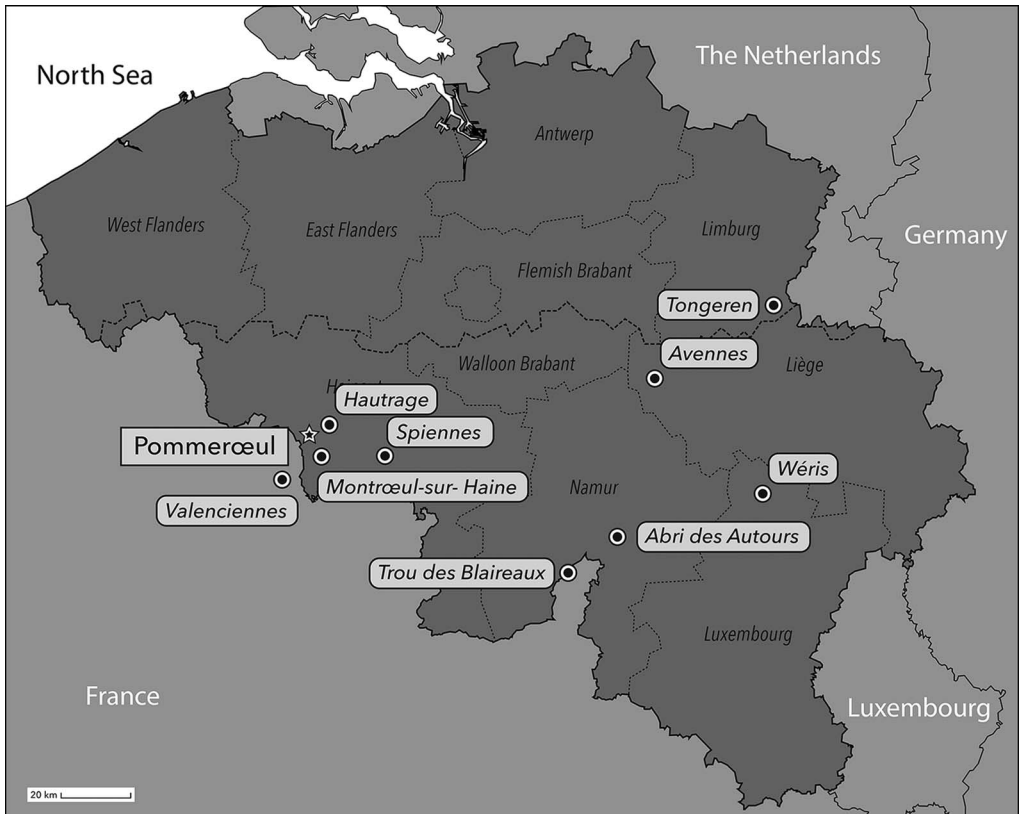 The Netherlands
North Sea
Antwerp
West Flanders
East Flanders
Limburg
Germany
Flemish Brabant
Tongeren
Avennes
Walloon Brabant
Liège
Hautrage
Spiennes
Pommerœul
Wéris
Montrœul-sur- Haine
Namur
Valenciennes
Abri des Autours
Trou des Blaireaux
Luxembourg
France
Luxembourg
20 km